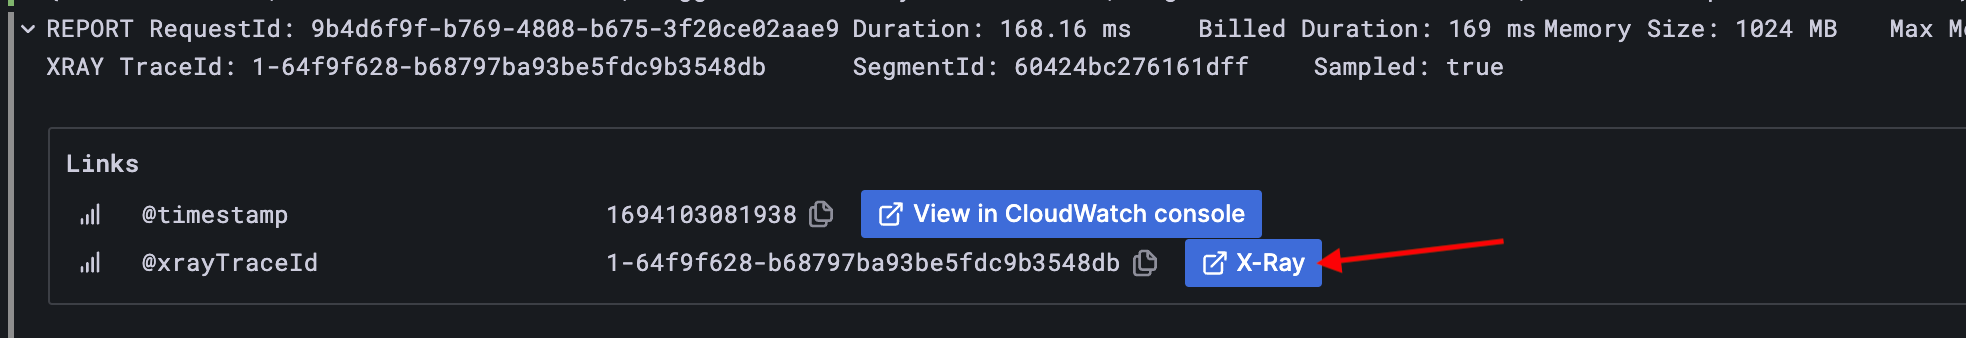 REPORT RequestId: 9b4d6f9f-b769-4808-b675-3f20ce02aae9 Duration: 168.16 ms Billed Duration: 169 ms Memory Size: 1024 MB Max
XRAY TraceId: 1-64f9f628-b68797ba93be5fdc9b3548db SegmentId: 60424bc276161dff Sampled: true
Links
@timestamp 1694103081938 View in CloudWatch console
@xrayTraceId 1-64f9f628-b68797ba93be5fdc9b3548db X-Ray